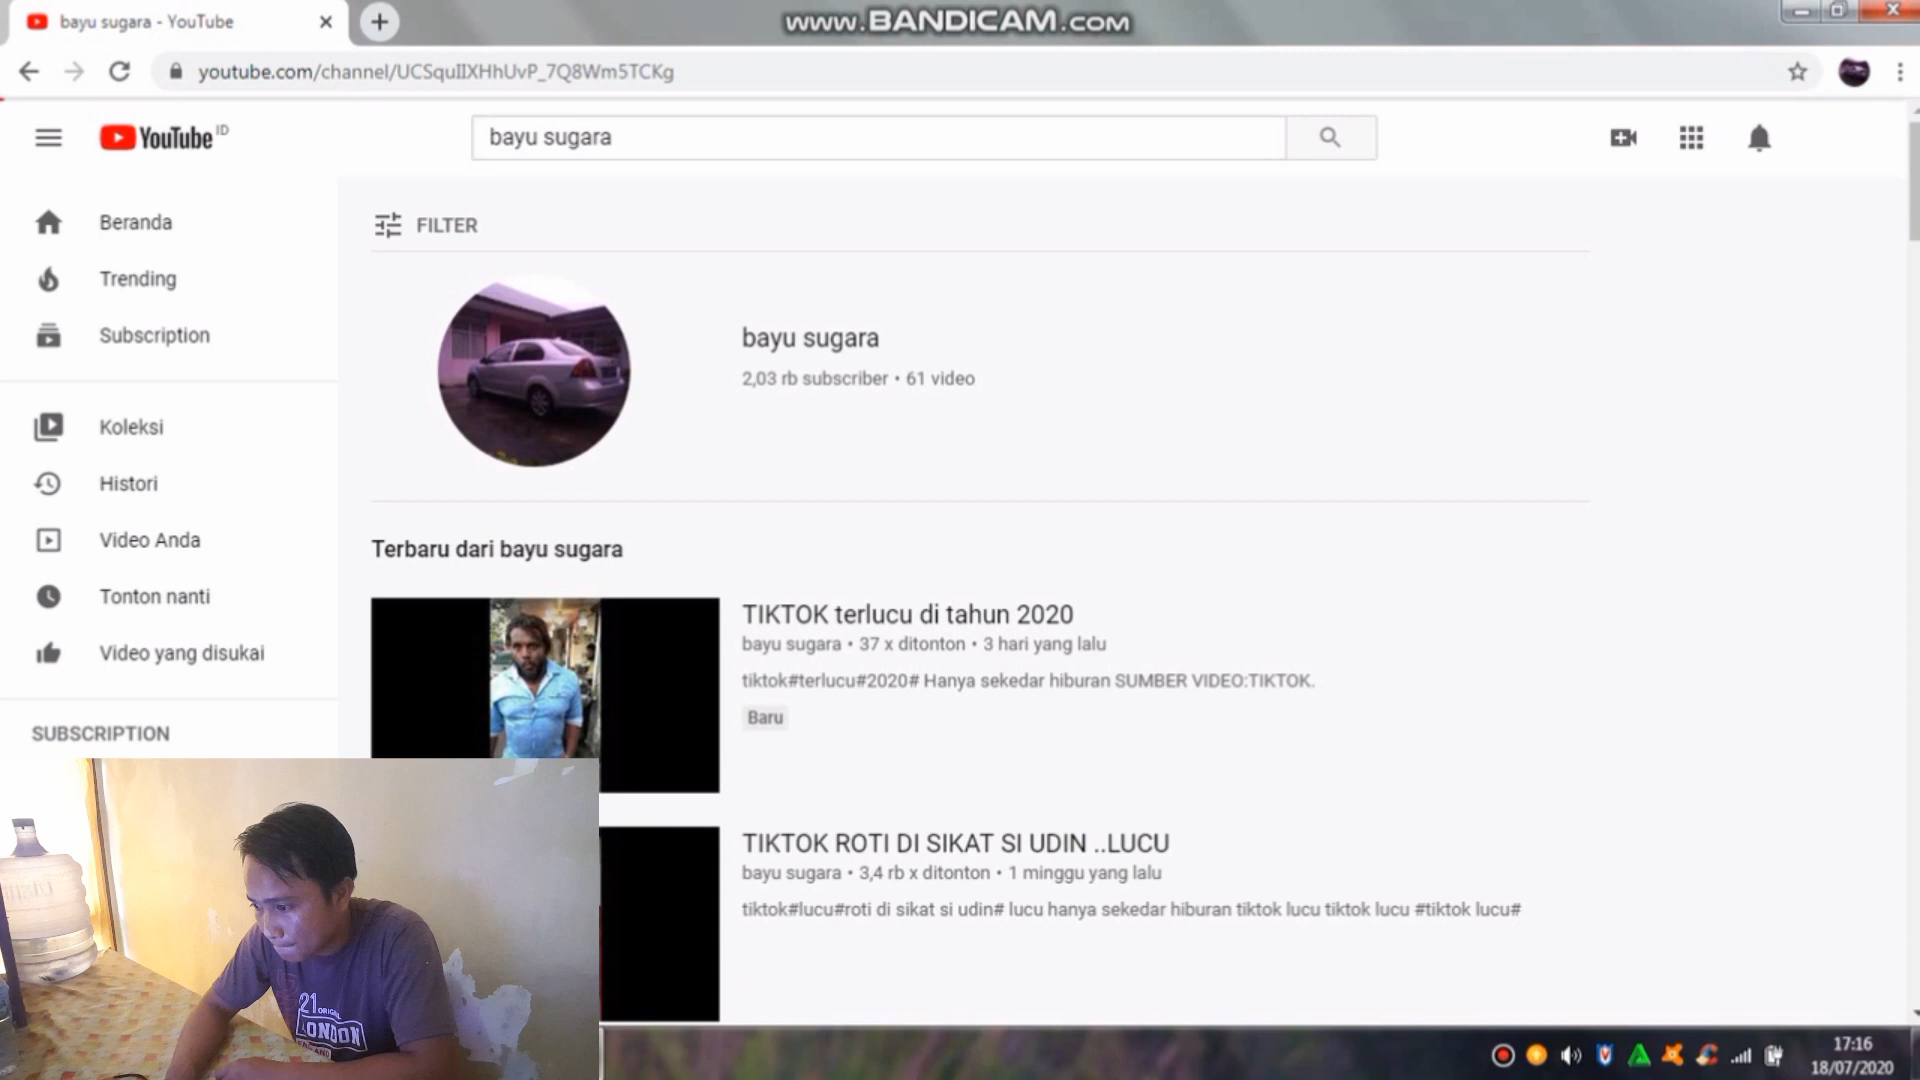 bayu sugara - YouTube
www.BANDICAM.com
youtube.com/channel/UCSquIIXHhUvP_7Q8Wm5TCKg
YouTube ID
bayu sugara
Beranda
Trending
Subscription
Koleksi
Histori
Video Anda
Tonton nanti
Video yang disukai
SUBSCRIPTION
FILTER
bayu sugara
2,03 rb subscriber • 61 video
Terbaru dari bayu sugara
TIKTOK terlucu di tahun 2020
bayu sugara • 37 x ditonton • 3 hari yang lalu
tiktok#terlucu#2020# Hanya sekedar hiburan SUMBER VIDEO:TIKTOK.
Baru
TIKTOK ROTI DI SIKAT SI UDIN ..LUCU
bayu sugara • 3,4 rb x ditonton • 1 minggu yang lalu
tiktok#lucu#roti di sikat si udin# lucu hanya sekedar hiburan tiktok lucu tiktok lucu #tiktok lucu#
21 ORIGINAL
LONDON
17:16
18/07/2020